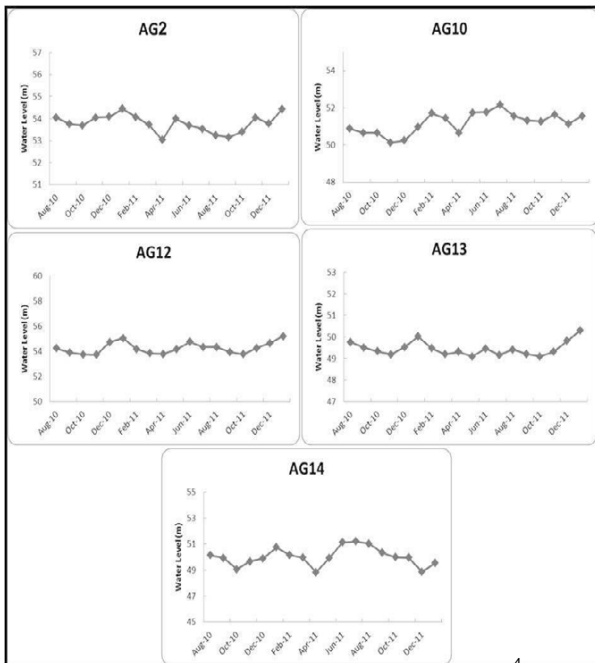 AG2
Water Level (m)
57
56
55
54
53
52
51
Aug-10
Oct-10
Dec-10
Feb-11
Apr-11
Jun-11
Aug-11
Oct-11
Dec-11
AG10
Water Level (m)
54
52
50
48
Aug-10
Oct-10
Dec-10
Feb-11
Apr-11
Jun-11
Aug-11
Oct-11
Dec-11
AG12
Water Level (m)
60
58
56
54
52
50
Aug-10
Oct-10
Dec-10
Feb-11
Apr-11
Jun-11
Aug-11
Oct-11
Dec-11
AG13
Water Level (m)
53
52
51
50
49
48
47
Aug-10
Oct-10
Dec-10
Feb-11
Apr-11
Jun-11
Aug-11
Oct-11
Dec-11
AG14
Water Level (m)
55
53
51
49
47
45
Aug-10
Oct-10
Dec-10
Feb-11
Apr-11
Jun-11
Aug-11
Oct-11
Dec-11